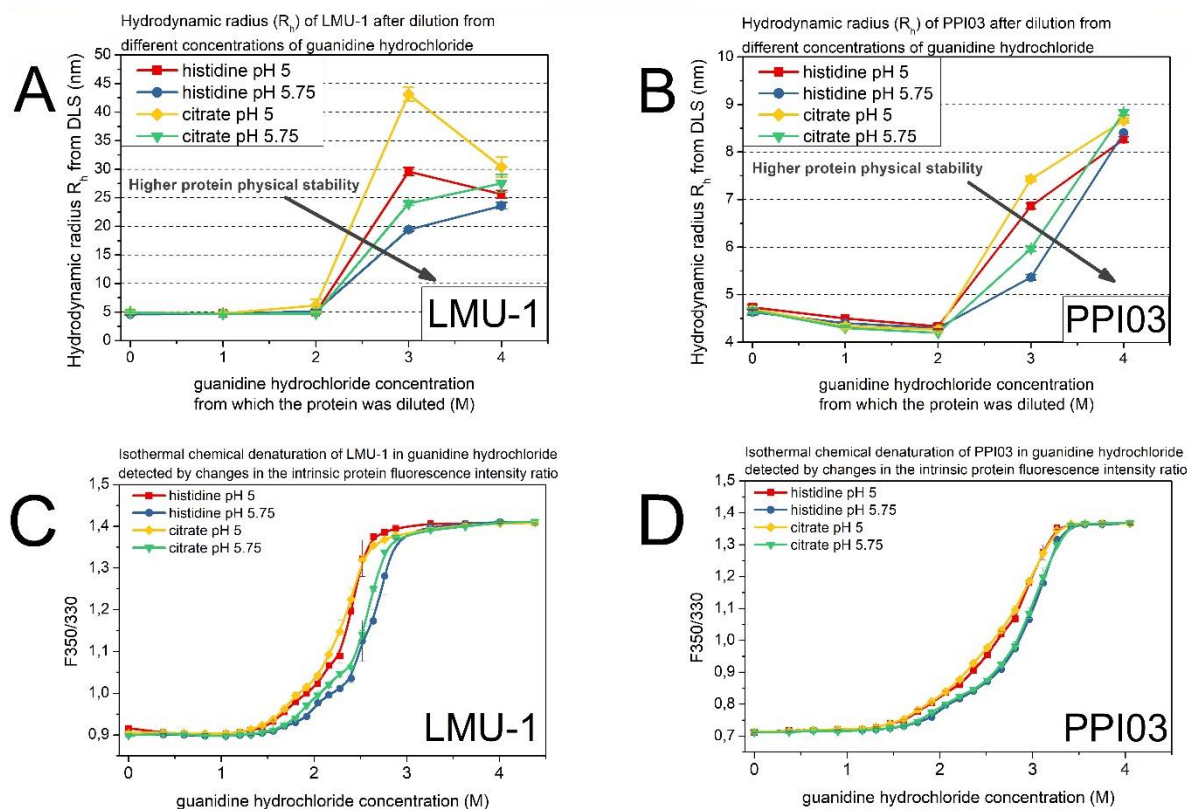 A
Hydrodynamic radius (Rh) of LMU-1 after dilution from
different concentrations of guanidine hydrochloride
50
45
40
35
30
25
20
15
10
5
0
Hydrodynamic radius Rh from DLS (nm)
histidine pH 5
histidine pH 5.75
citrate pH 5
citrate pH 5.75
Higher protein physical stability
LMU-1
0 1 2 3 4
guanidine hydrochloride concentration
from which the protein was diluted (M)
B
Hydrodynamic radius (Rh) of PPI03 after dilution from
different concentrations of guanidine hydrochloride
10
9
8
7
6
5
4
Hydrodynamic radius Rh from DLS (nm)
histidine pH 5
histidine pH 5.75
citrate pH 5
citrate pH 5.75
Higher protein physical stability
PPI03
0 1 2 3 4
guanidine hydrochloride concentration
from which the protein was diluted (M)
C
Isothermal chemical denaturation of LMU-1 in guanidine hydrochloride
detected by changes in the intrinsic protein fluorescence intensity ratio
1,5
1,4
1,3
1,2
1,1
1,0
0,9
F350/330
histidine pH 5
histidine pH 5.75
citrate pH 5
citrate pH 5.75
LMU-1
0 1 2 3 4
guanidine hydrochloride concentration (M)
D
Isothermal chemical denaturation of PPI03 in guanidine hydrochloride
detected by changes in the intrinsic protein fluorescence intensity ratio
1,5
1,4
1,3
1,2
1,1
1,0
0,9
0,8
0,7
F350/330
histidine pH 5
histidine pH 5.75
citrate pH 5
citrate pH 5.75
PPI03
0 1 2 3 4
guanidine hydrochloride concentration (M)